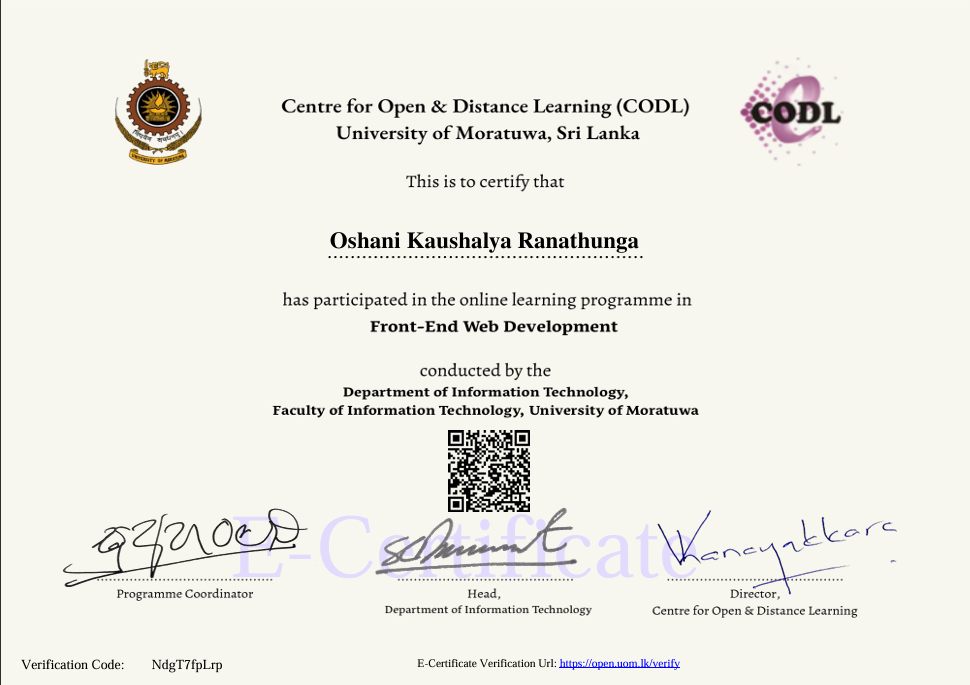 Centre for Open & Distance Learning (CODL)
University of Moratuwa, Sri Lanka
UNIVERSITY OF MORATUWA
CODL
This is to certify that
Oshani Kaushalya Ranathunga
has participated in the online learning programme in
Front-End Web Development
conducted by the
Department of Information Technology,
Faculty of Information Technology, University of Moratuwa
E-Certificate
Programme Coordinator
Head,
Department of Information Technology
Director,
Centre for Open & Distance Learning
Verification Code: NdgT7fpLrp
E-Certificate Verification Url: https://open.uom.lk/verify